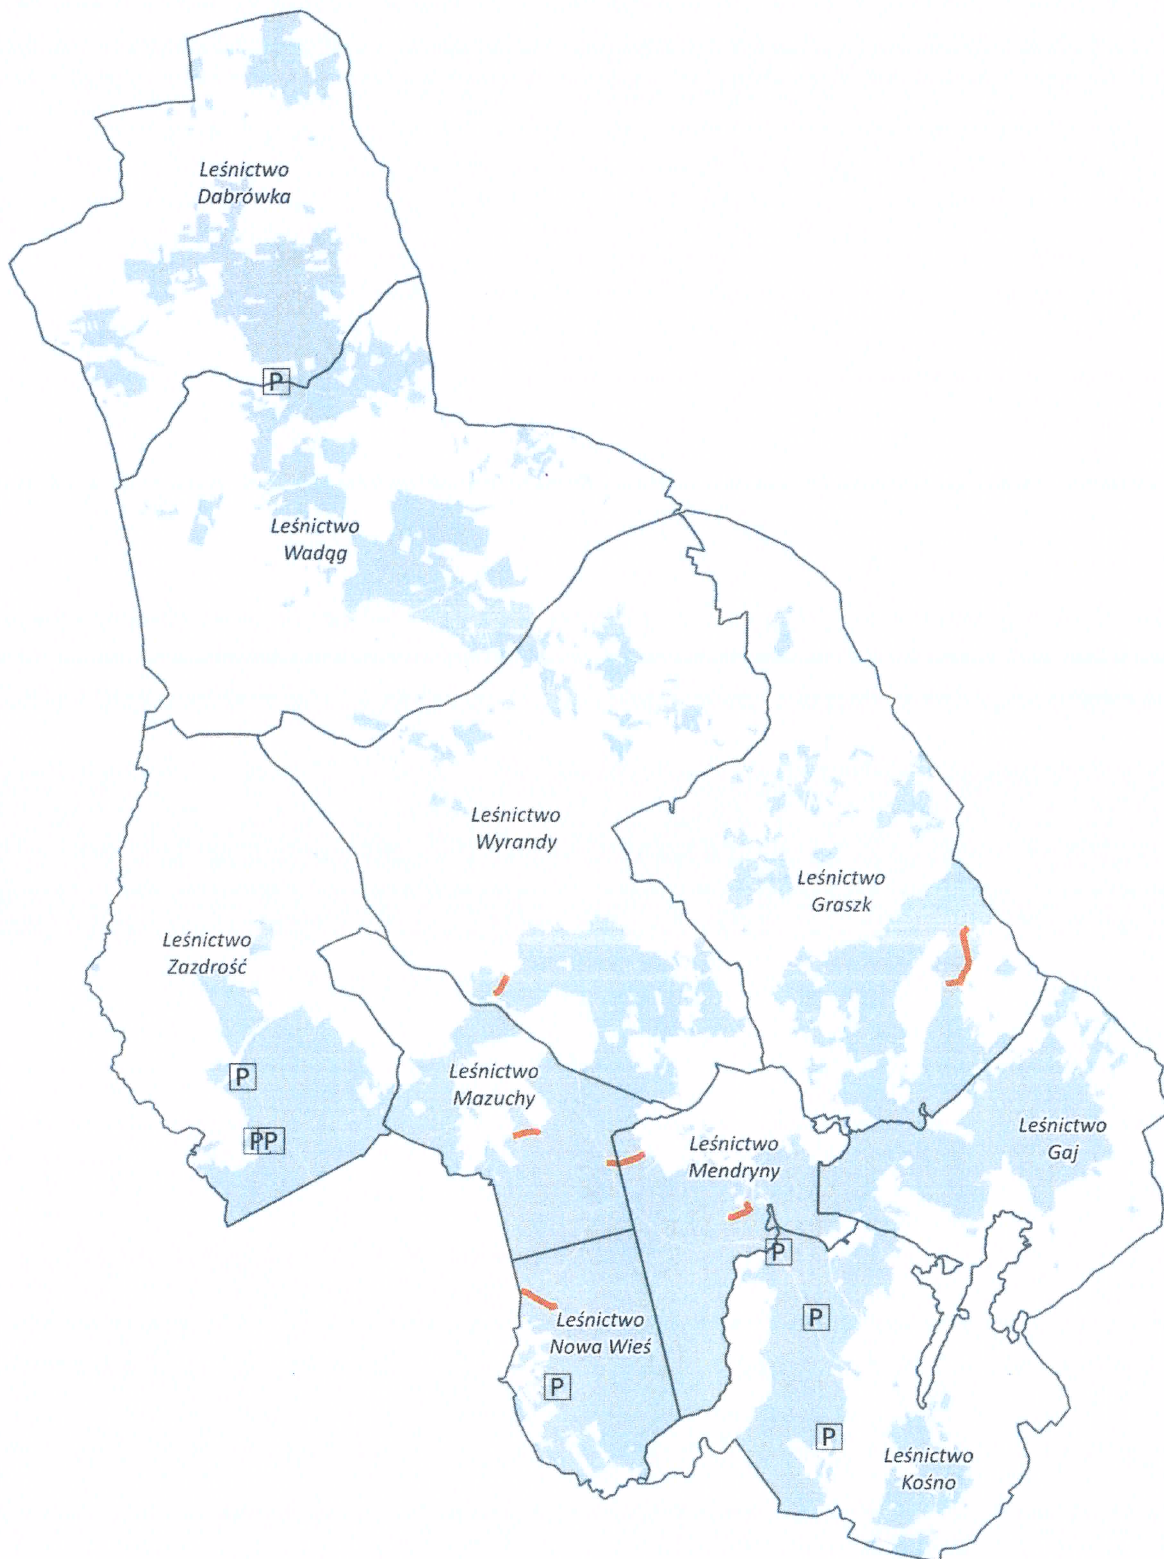 Leśnictwo
Dabrówka
P
Leśnictwo
Wadąg
Leśnictwo
Wyrandy
Leśnictwo
Graszk
Leśnictwo
Zazdrość
P
Leśnictwo
Mazuchy
PP
Leśnictwo
Gaj
Leśnictwo
Mendryny
P
P
Leśnictwo
Nowa Wieś
P
P
Leśnictwo
Kośno